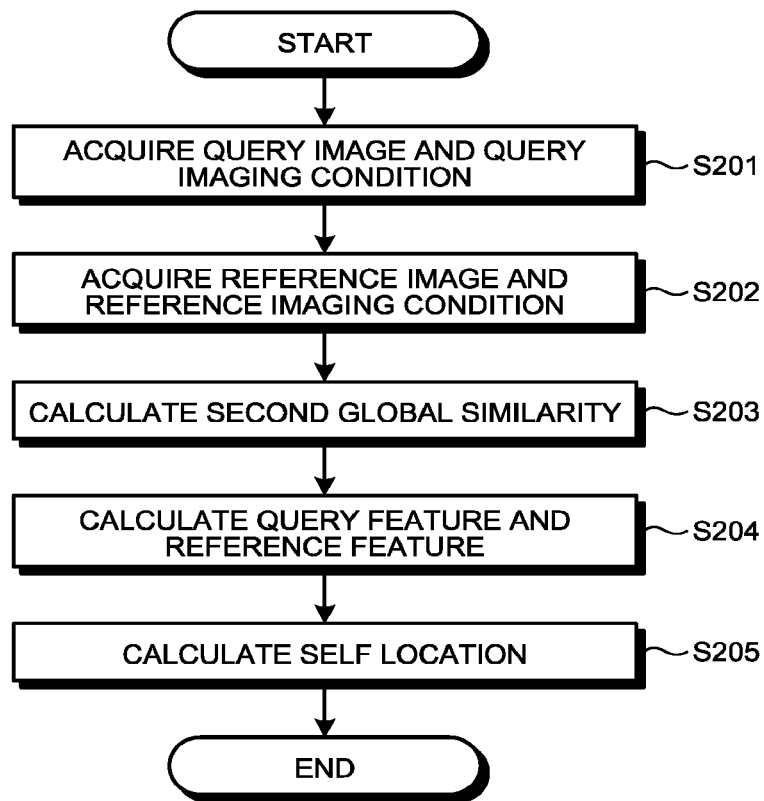 START
ACQUIRE QUERY IMAGE AND QUERY
IMAGING CONDITION
S201
ACQUIRE REFERENCE IMAGE AND
REFERENCE IMAGING CONDITION
S202
CALCULATE SECOND GLOBAL SIMILARITY
S203
CALCULATE QUERY FEATURE AND
REFERENCE FEATURE
S204
CALCULATE SELF LOCATION
S205
END